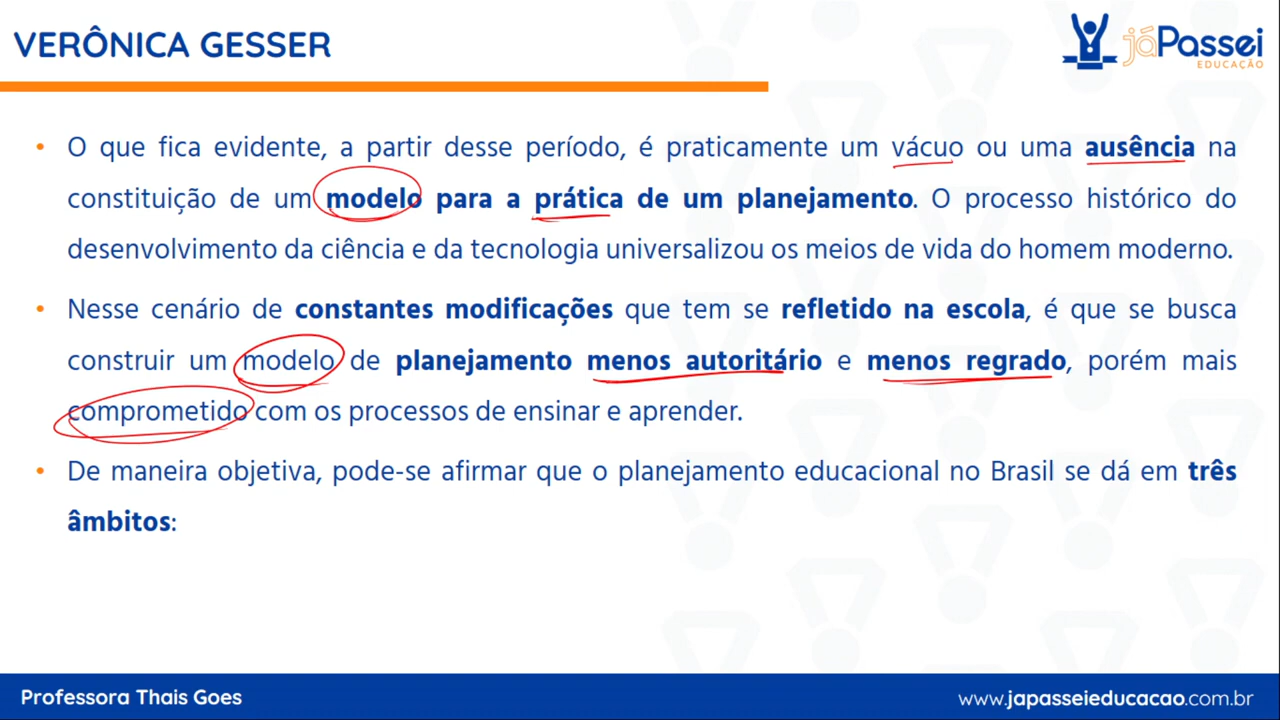 VERÔNICA GESSER
jáPassei
EDUCAÇÃO
• O que fica evidente, a partir desse período, é praticamente um vácuo ou uma ausência na
constituição de um modelo para a prática de um planejamento. O processo histórico do
desenvolvimento da ciência e da tecnologia universalizou os meios de vida do homem moderno.
• Nesse cenário de constantes modificações que tem se refletido na escola, é que se busca
construir um modelo de planejamento menos autoritário e menos regrado, porém mais
comprometido com os processos de ensinar e aprender.
• De maneira objetiva, pode-se afirmar que o planejamento educacional no Brasil se dá em três
âmbitos:
Professora Thais Goes
www.japasseieducacao.com.br